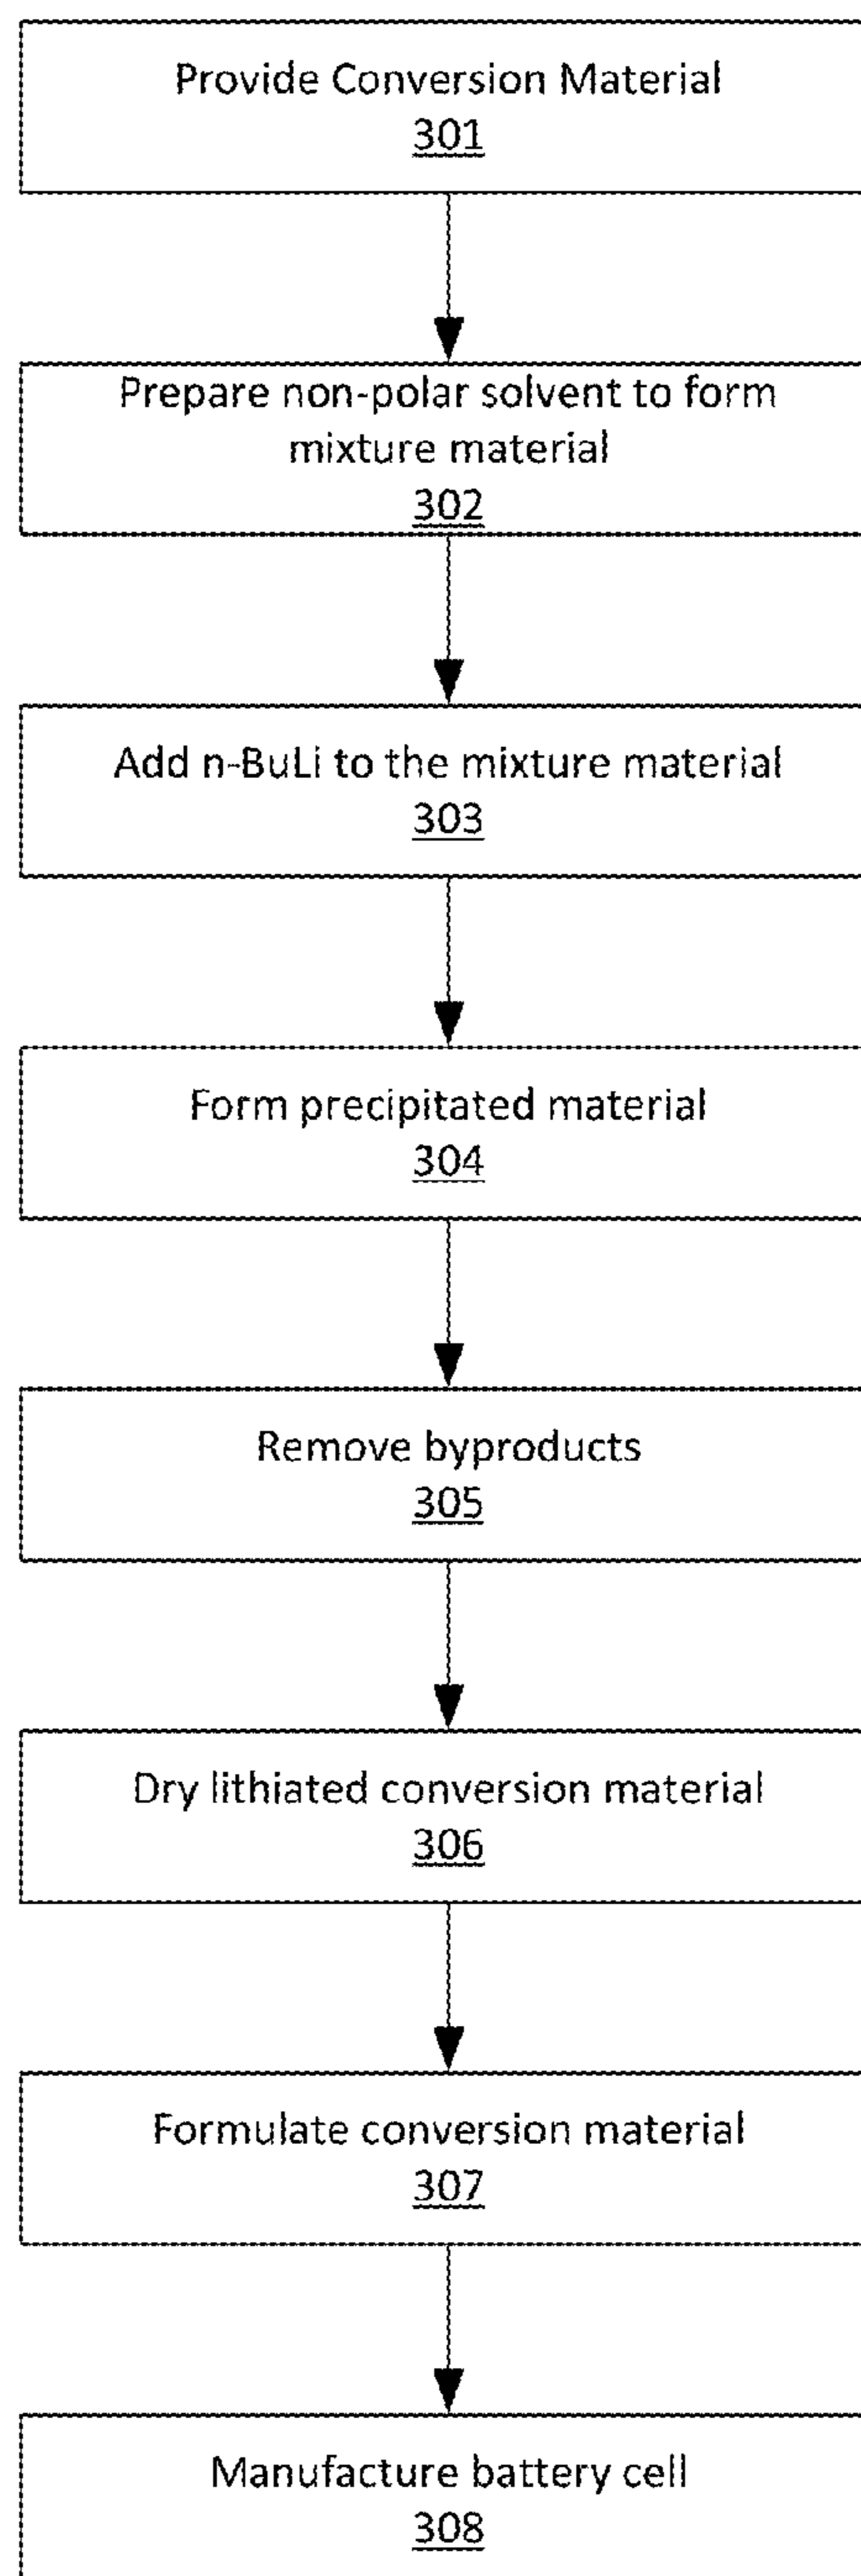 Provide Conversion Material
301
Prepare non-polar solvent to form
mixture material
302
Add n-BuLi to the mixture material
303
Form precipitated material
304
Remove byproducts
305
Dry lithiated conversion material
306
Formulate conversion material
307
Manufacture battery cell
308